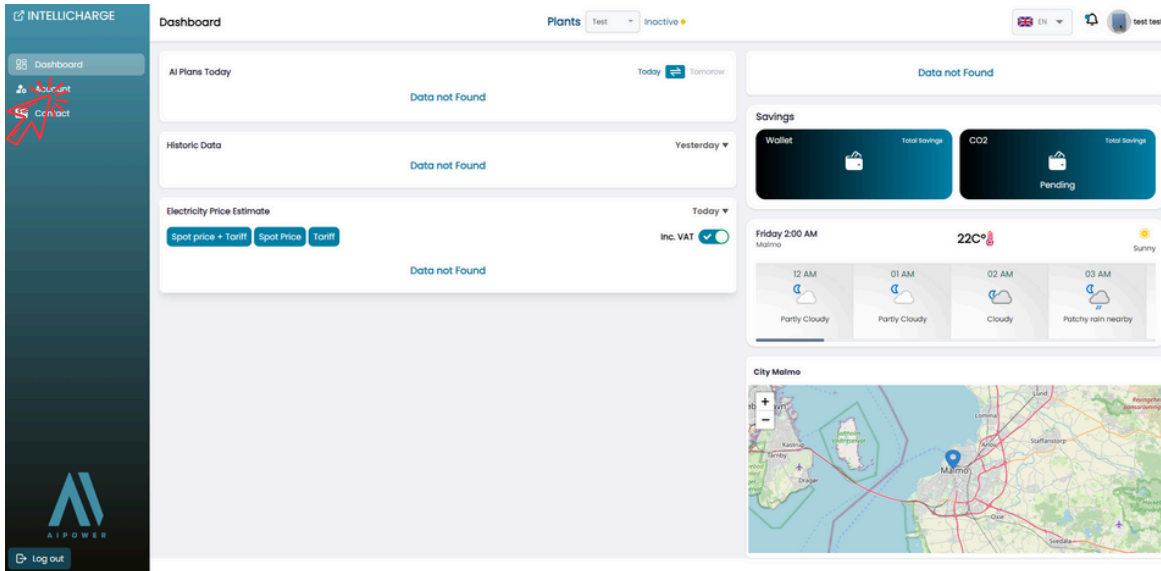 INTELLICHARGE
Dashboard
Account
Contact
AIPOWER
Log out
Dashboard
Plants Test Inactive
EN
test test
AI Plans Today
Today Tomorow
Data not Found
Historic Data
Yesterday
Data not Found
Electricity Price Estimate
Today
Spot price + Tariff Spot Price Tariff
Inc. VAT
Data not Found
Data not Found
Savings
Wallet Total Savings
CO2 Total Savings
Pending
Friday 2:00 AM
Malmo
22C°
Sunny
12 AM 01 AM 02 AM 03 AM
Partly Cloudy Partly Cloudy Cloudy Patchy rain nearby
City Malmo
+
−
Lund
Lomma
Staffanstorp
Arlöv
Kastrup
Tårnby
Dragør
Malmö
Oxie
Svedala